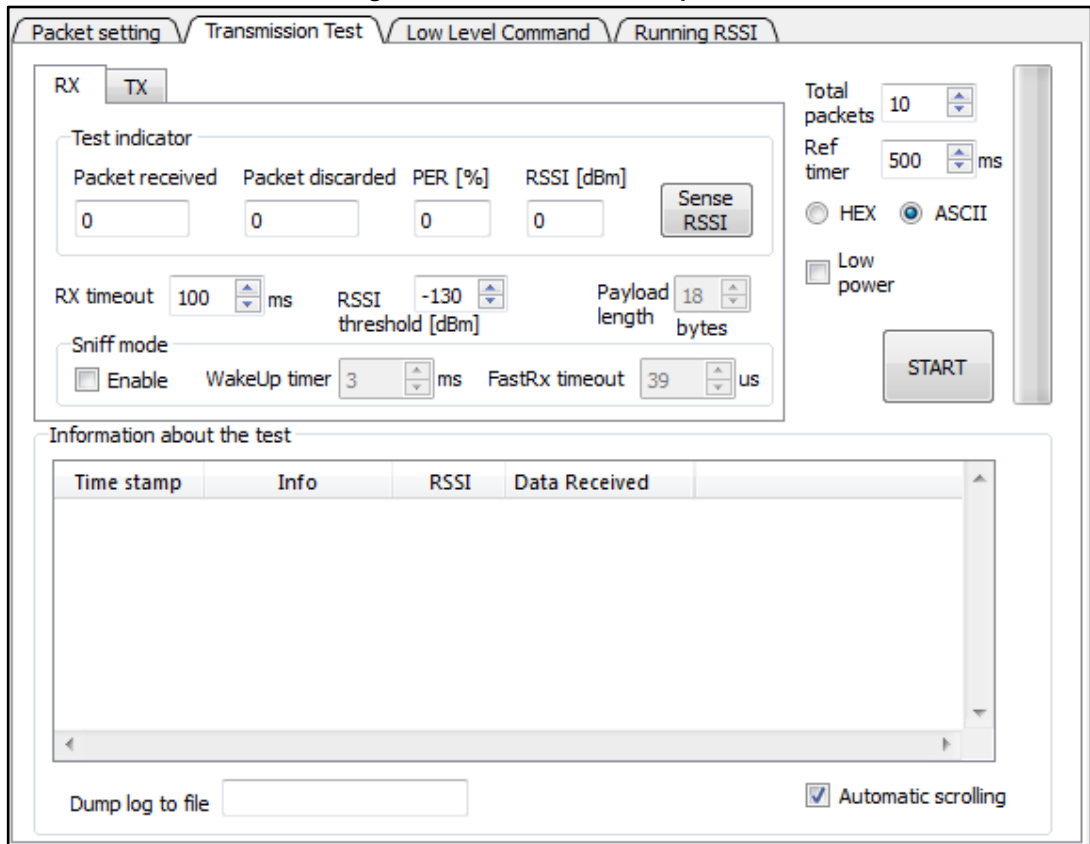 Packet setting Transmission Test Low Level Command Running RSSI
RX TX
Test indicator
Packet received Packet discarded PER [%] RSSI [dBm]
0 0 0 0
Sense
RSSI
RX timeout 100 ms
RSSI
threshold [dBm]
-130
Payload
length
18
bytes
Sniff mode
Enable WakeUp timer 3 ms FastRx timeout 39 us
Total
packets
10
Ref
timer
500 ms
HEX ASCII
Low
power
START
Information about the test
Time stamp Info RSSI Data Received
Dump log to file
Automatic scrolling